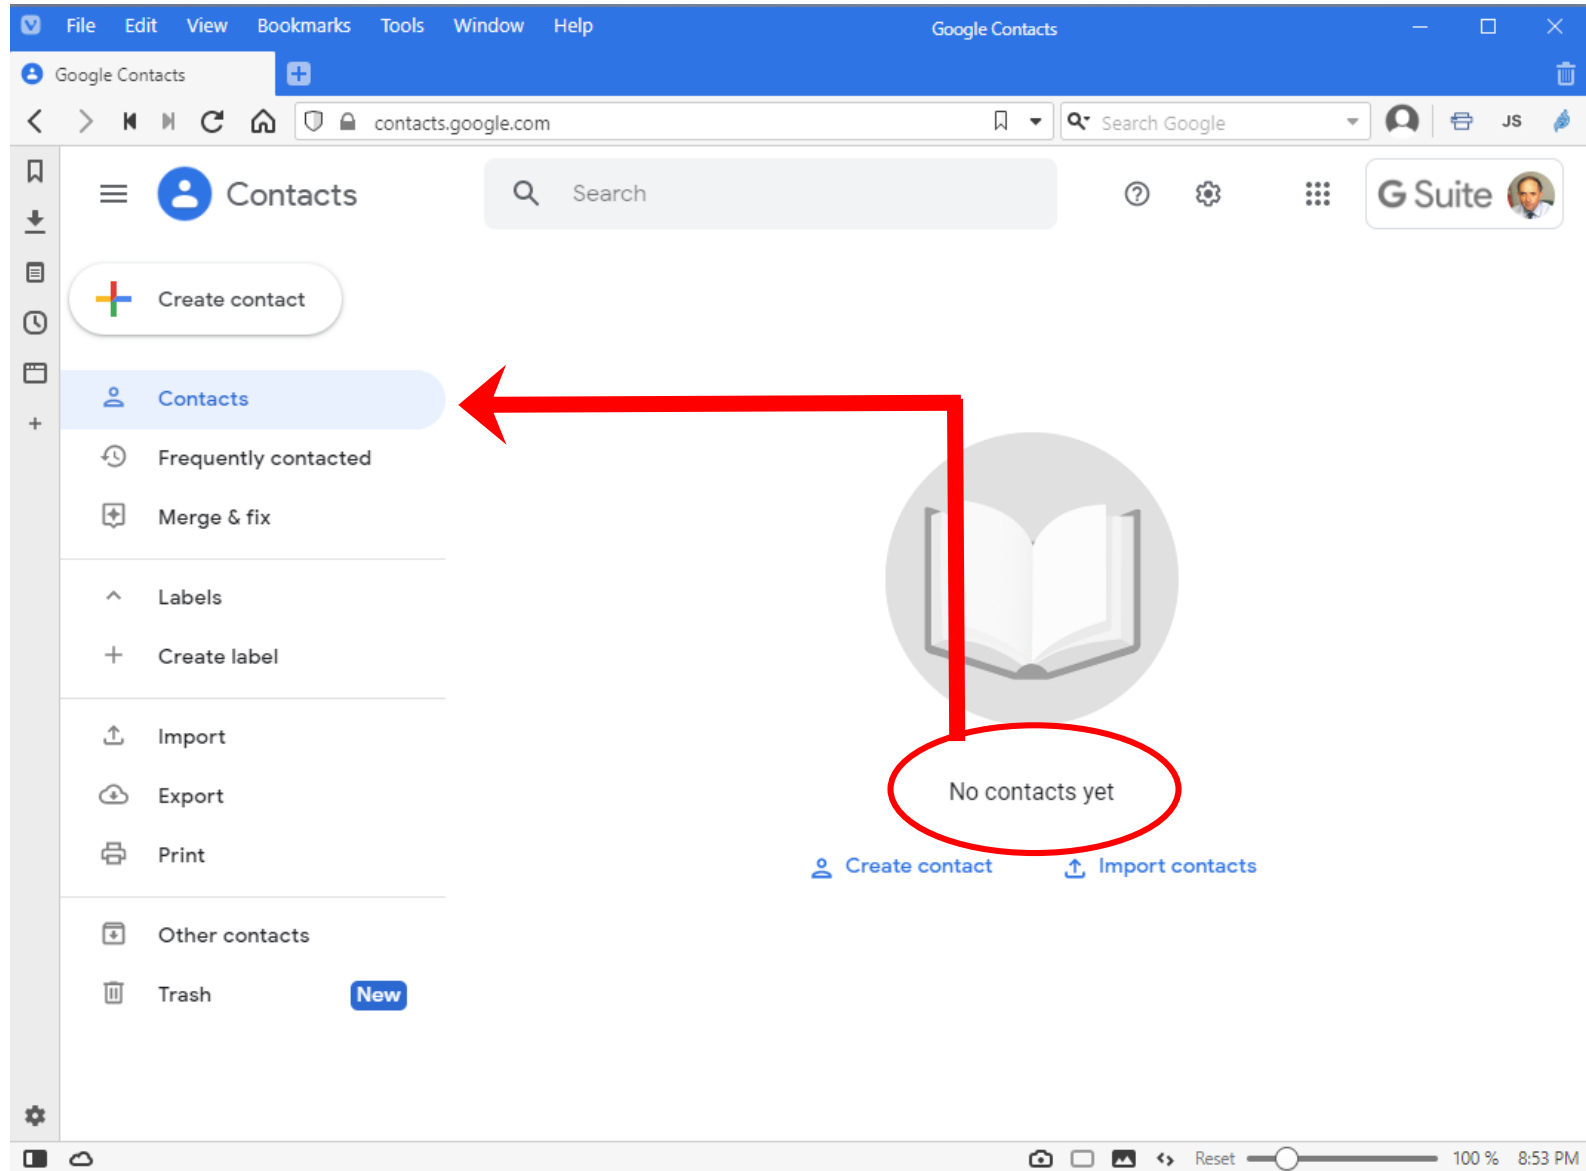 File Edit View Bookmarks Tools Window Help Google Contacts
Google Contacts
contacts.google.com Search Google JS
Contacts Search G Suite
Create contact
Contacts
Frequently contacted
Merge & fix
Labels
Create label
Import
Export
Print
Other contacts
Trash New
No contacts yet
Create contact Import contacts
Reset 100 % 8:53 PM